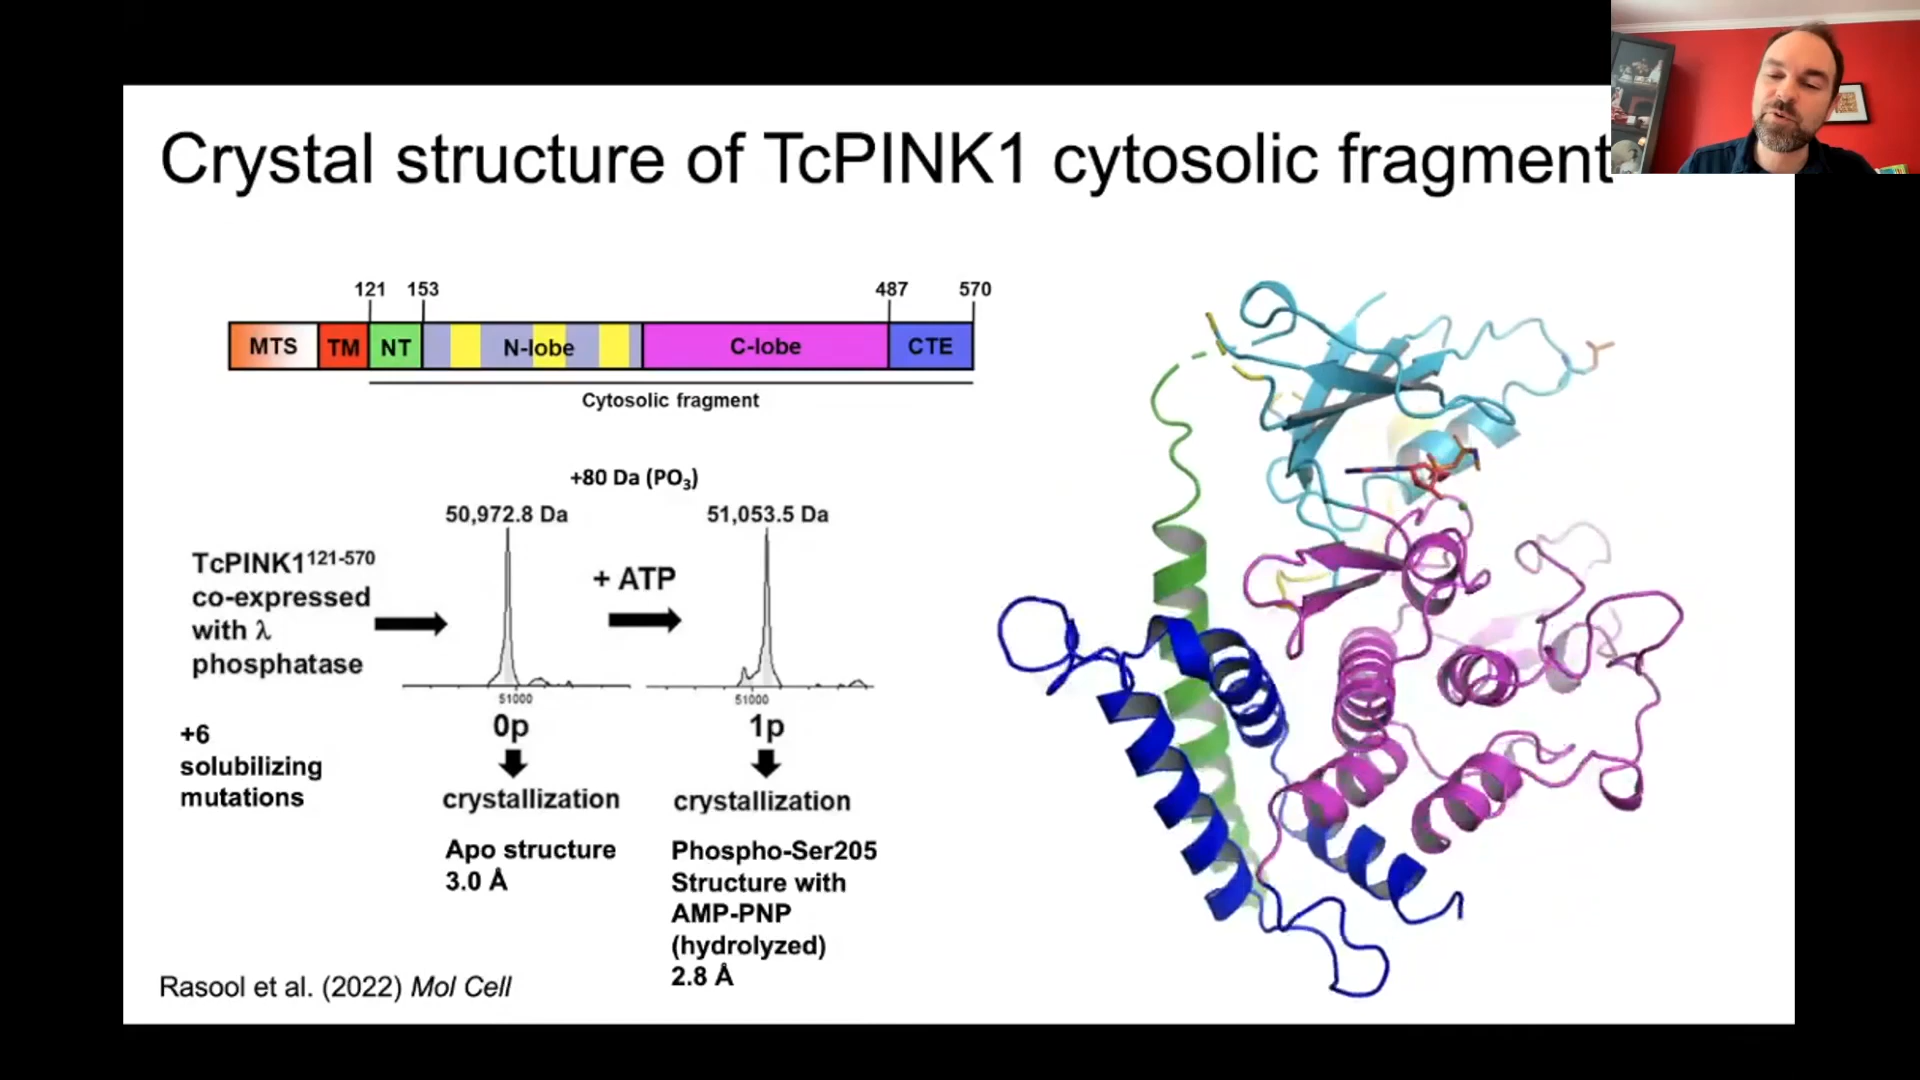 Crystal structure of TcPINK1 cytosolic fragment
121 153 487 570
MTS TM NT N-lobe C-lobe CTE
Cytosolic fragment
+80 Da (PO₃)
50,972.8 Da 51,053.5 Da
TcPINK1¹²¹⁻⁵⁷⁰
co-expressed
with λ
phosphatase
+ ATP
51000 51000
0p 1p
+6
solubilizing
mutations
crystallization crystallization
Apo structure
3.0 Å
Phospho-Ser205
Structure with
AMP-PNP
(hydrolyzed)
2.8 Å
Rasool et al. (2022) Mol Cell